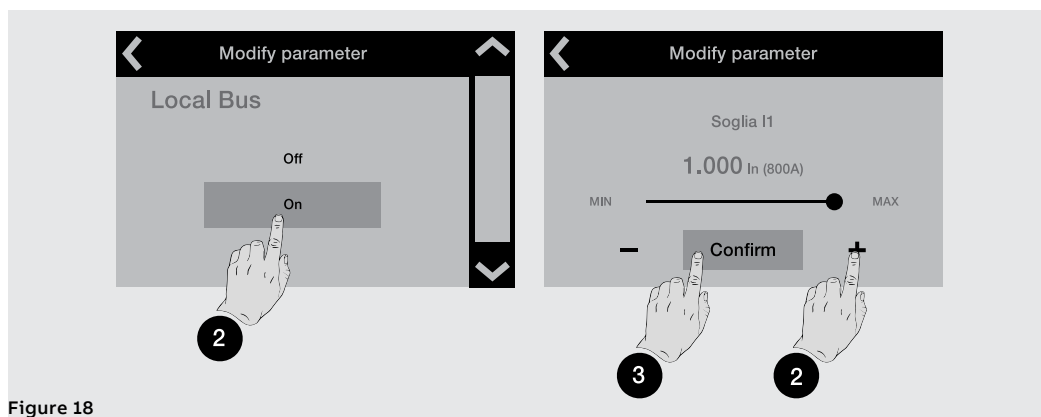 Modify parameter
Local Bus
Off
On
2
Modify parameter
Soglia I1
1.000 In (800A)
MIN MAX
– Confirm +
3 2
Figure 18